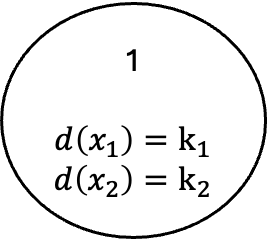 1
d(x₁) = k₁
d(x₂) = k₂